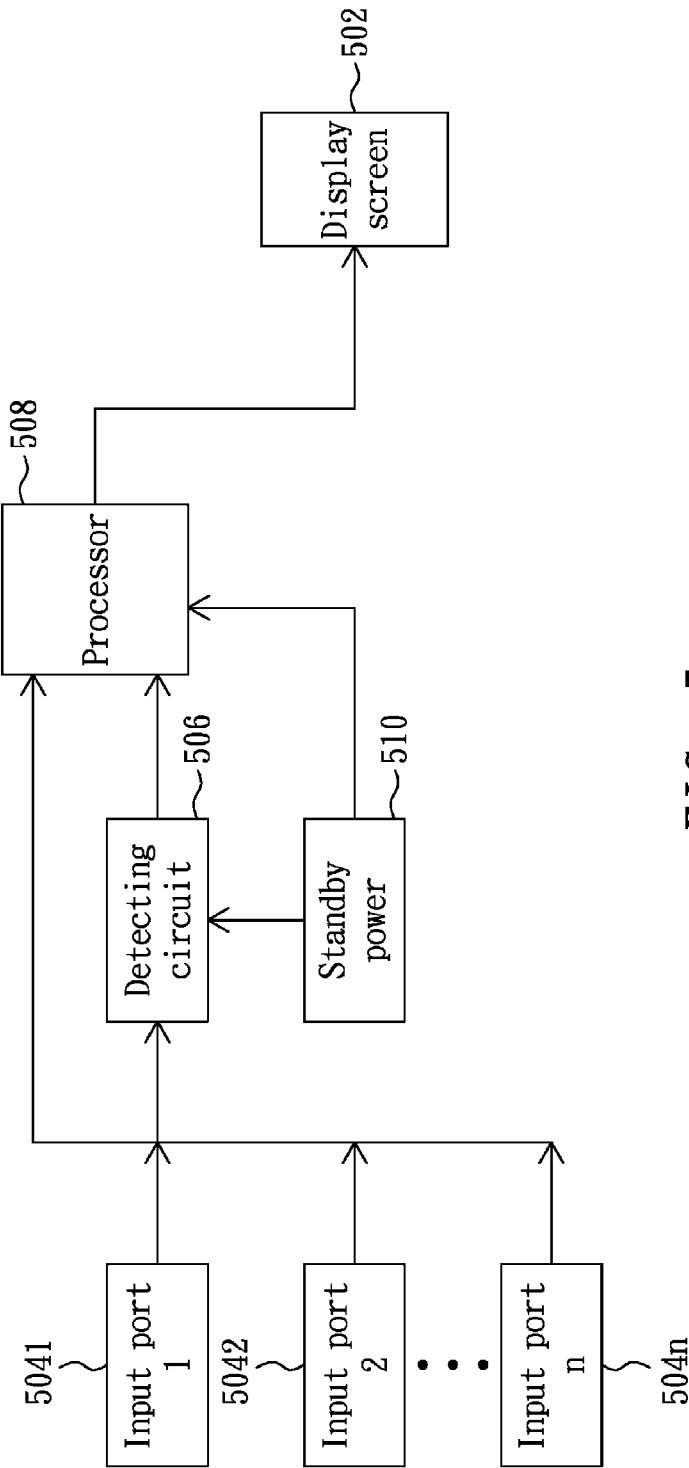 5041
Input port
1
5042
Input port
2
Input port
n
504n
Detecting
circuit
506
Standby
power
510
Processor
508
Display
screen
502
FIG.